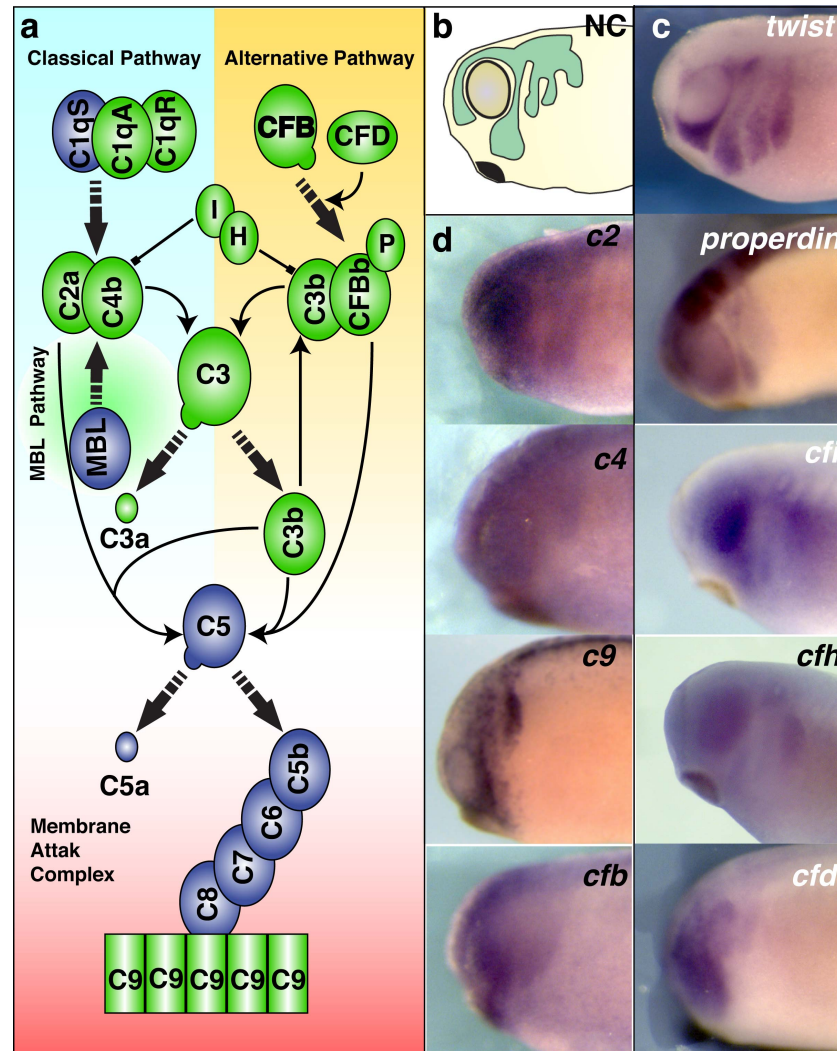 a
Classical Pathway
Alternative Pathway
C1qS
C1qA
C1qR
CFB
CFD
I
H
P
C2a
C4b
C3b
CFBb
C3
MBL Pathway
MBL
C3a
C3b
C5
C5a
C5b
C6
C7
C8
Membrane
Attak
Complex
C9 C9 C9 C9 C9
b
NC
c
twist
d
c2
properdin
c4
cfi
c9
cfh
cfb
cfd